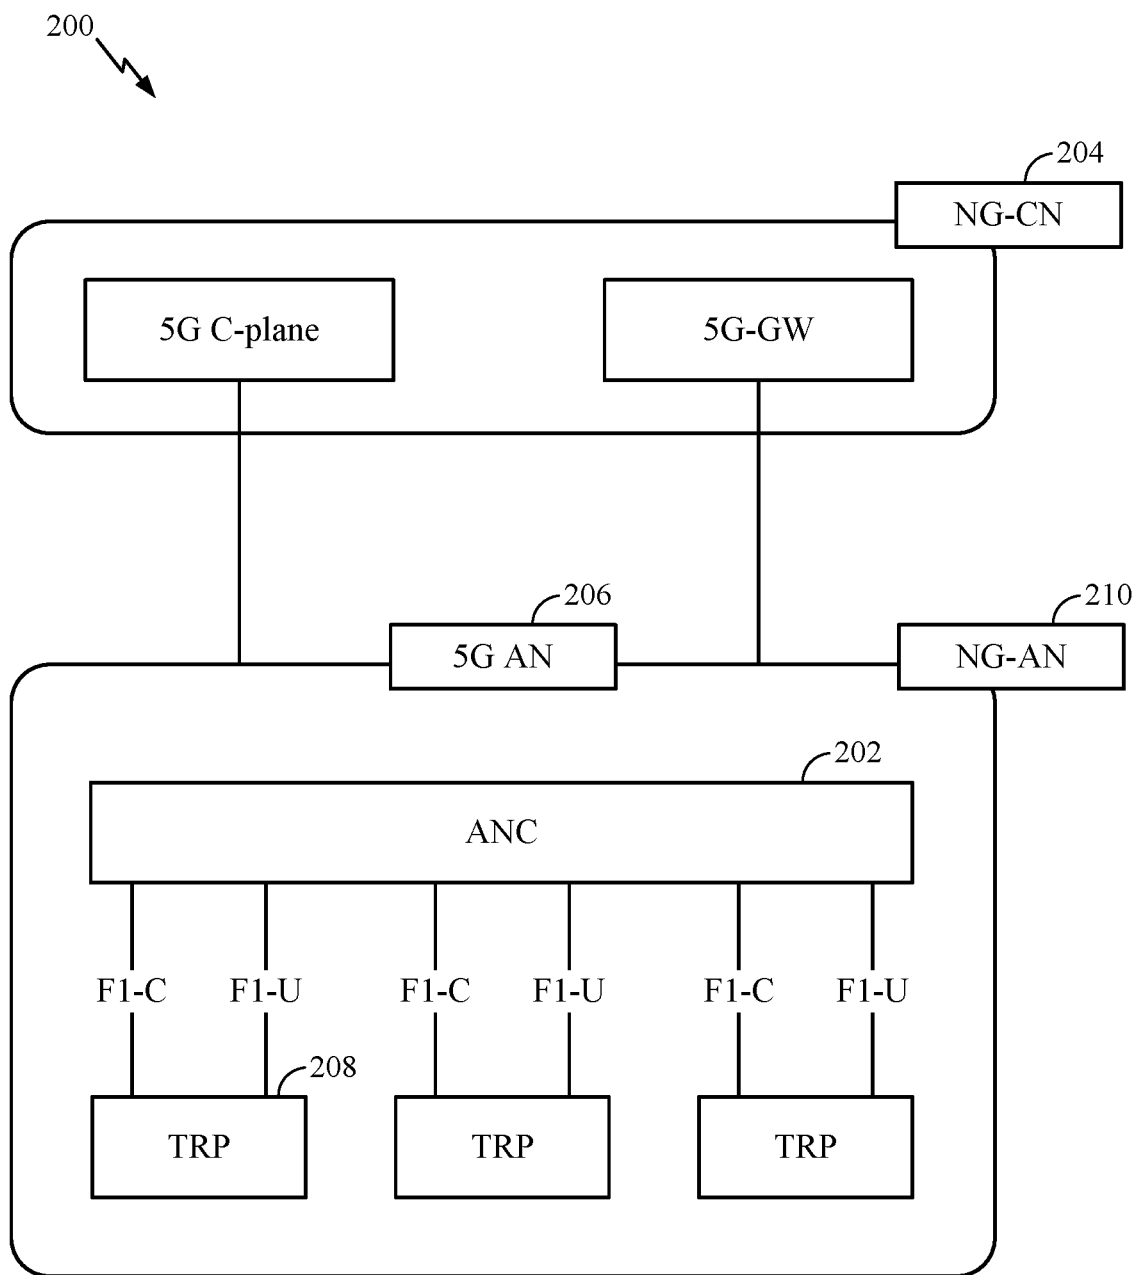 200
204
NG-CN
5G C-plane
5G-GW
206
210
5G AN
NG-AN
202
ANC
F1-C
F1-U
F1-C
F1-U
F1-C
F1-U
208
TRP
TRP
TRP